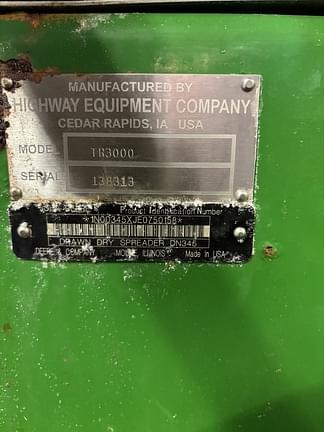 MANUFACTURED BY
HIGHWAY EQUIPMENT COMPANY
CEDAR RAPIDS, IA USA
MODEL TR3000
SERIAL 138313
Product Identification Number
*1N00345XJE0750158*
DRAWN DRY SPREADER DN345
DEERE & COMPANY MOLINE, ILLINOIS Made in USA